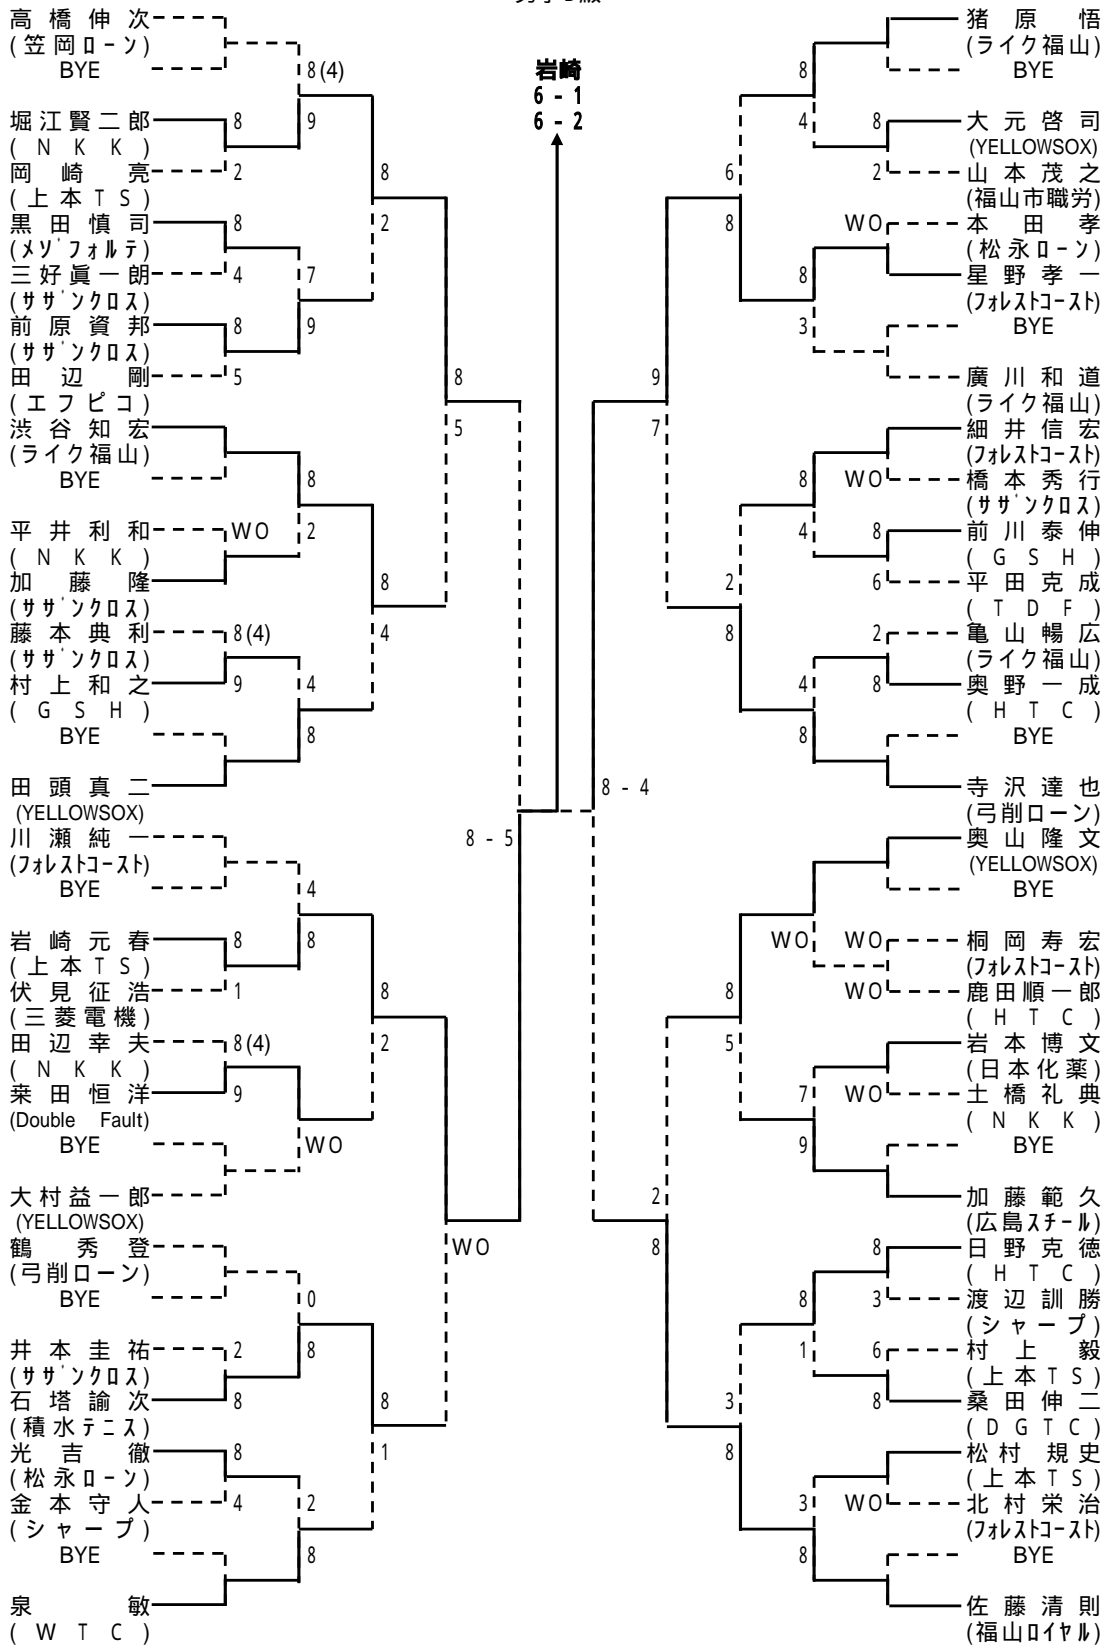 岩崎
6 - 1
6 - 2
高橋伸次
(笠岡ローン)
BYE
8(4)
堀江賢二郎
8
9
(NKK)
岡崎亮
2
8
(上本TS)
黒田慎司
8
2
(メゾフォルテ)
三好眞一朗
4
7
(サザンクロス)
前原資邦
8
9
(サザンクロス)
田辺剛
5
8
(エフピコ)
渋谷知宏
5
(ライク福山)
BYE
8
平井利和
WO
2
(NKK)
加藤隆
8
(サザンクロス)
藤本典利
8(4)
4
(サザンクロス)
村上和之
9
4
(GSH)
BYE
8
田頭真二
(YELLOWSOX)
8 - 5
川瀬純一
(フォレストコースト)
BYE
4
岩崎元春
8
8
(上本TS)
伏見征浩
1
8
(三菱電機)
田辺幸夫
8(4)
2
(NKK)
桒田恒洋
9
(Double Fault)
BYE
WO
大村益一郎
(YELLOWSOX)
鶴秀登
WO
(弓削ローン)
BYE
0
井本圭祐
2
8
(サザンクロス)
石塔諭次
8
8
(積水テニス)
光吉徹
8
1
(松永ローン)
金本守人
4
2
(シャープ)
BYE
8
泉敏
(WTC)
猪原悟
(ライク福山)
8
BYE
4
8
大元啓司
(YELLOWSOX)
6
2
山本茂之
(福山市職労)
8
WO
本田孝
(松永ローン)
8
星野孝一
(フォレストコースト)
3
BYE
9
廣川和道
(ライク福山)
7
細井信宏
(フォレストコースト)
8
WO
橋本秀行
(サザンクロス)
4
8
前川泰伸
(GSH)
2
6
平田克成
(TDF)
8
2
亀山暢広
(ライク福山)
4
8
奥野一成
(HTC)
8
BYE
8 - 4
寺沢達也
(弓削ローン)
奥山隆文
(YELLOWSOX)
BYE
WO
WO
桐岡寿宏
(フォレストコースト)
8
WO
鹿田順一郎
(HTC)
5
岩本博文
(日本化薬)
7
WO
土橋礼典
(NKK)
9
BYE
2
加藤範久
(広島スチール)
8
8
日野克徳
(HTC)
8
3
渡辺訓勝
(シャープ)
1
6
村上毅
(上本TS)
3
8
桑田伸二
(DGTC)
8
松村規史
(上本TS)
3
WO
北村栄治
(フォレストコースト)
8
BYE
佐藤清則
(福山ロイヤル)